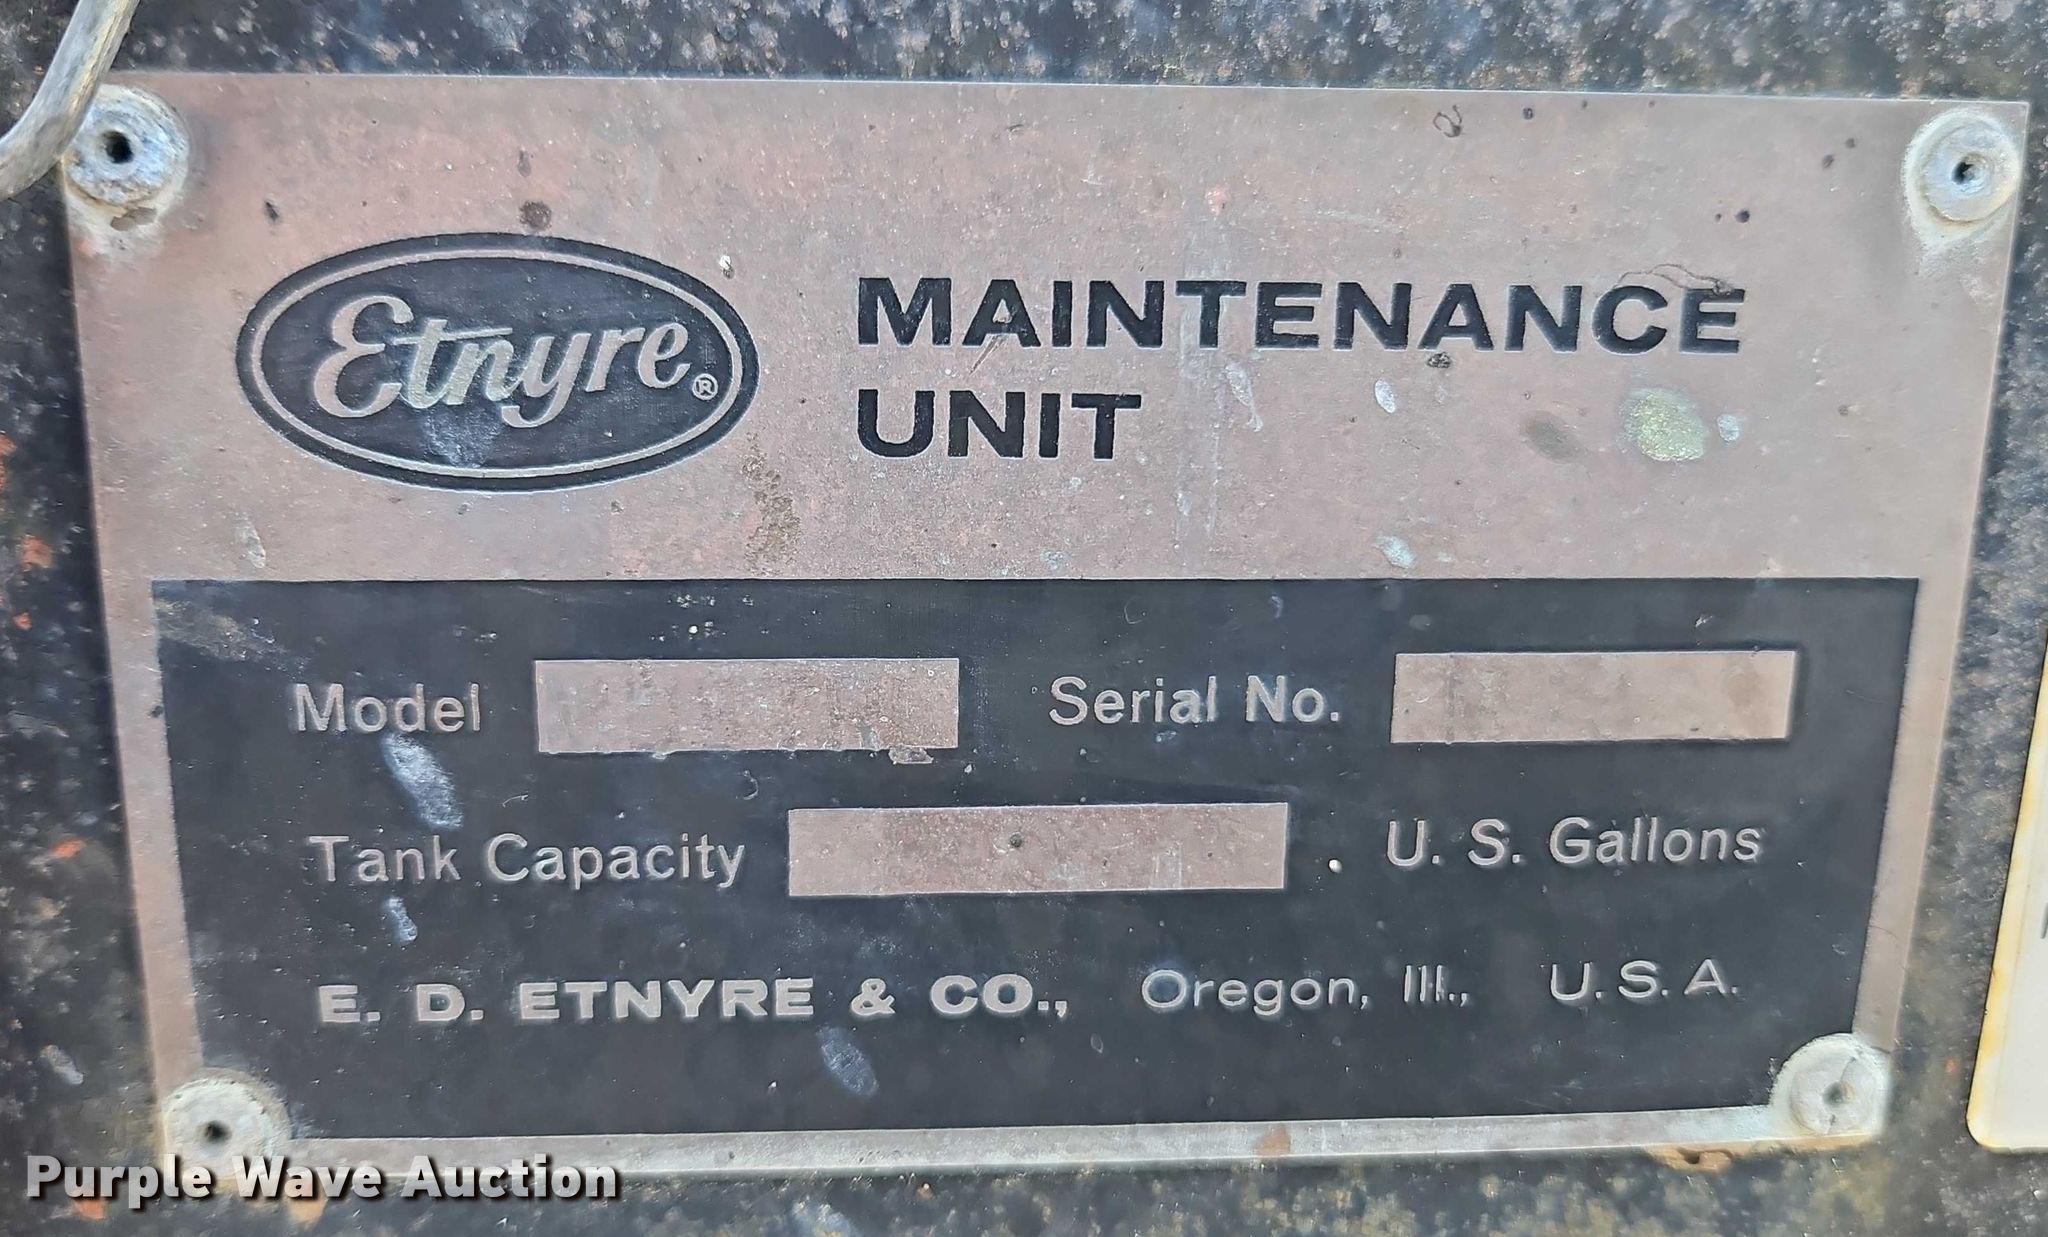 Etnyre®
MAINTENANCE
UNIT
Model
Serial No.
Tank Capacity
U. S. Gallons
E. D. ETNYRE & CO., Oregon, Ill., U.S.A.
Purple Wave Auction